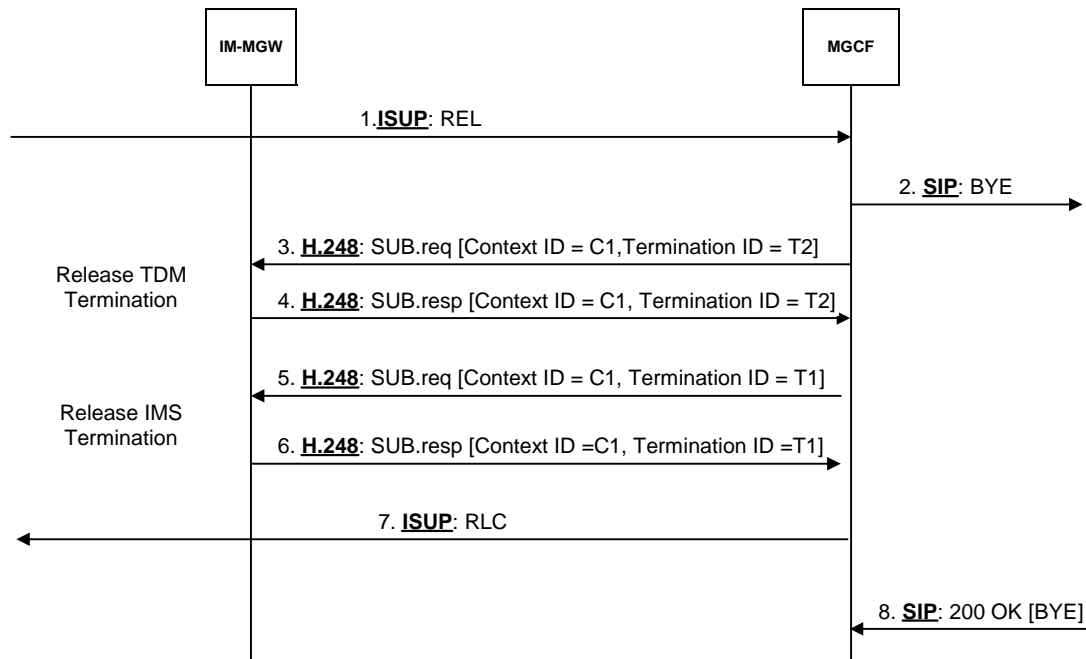 IM-MGW
MGCF
1.ISUP: REL
2. SIP: BYE
3. H.248: SUB.req [Context ID = C1,Termination ID = T2]
Release TDM
Termination
4. H.248: SUB.resp [Context ID = C1, Termination ID = T2]
5. H.248: SUB.req [Context ID = C1, Termination ID = T1]
Release IMS
Termination
6. H.248: SUB.resp [Context ID =C1, Termination ID =T1]
7. ISUP: RLC
8. SIP: 200 OK [BYE]